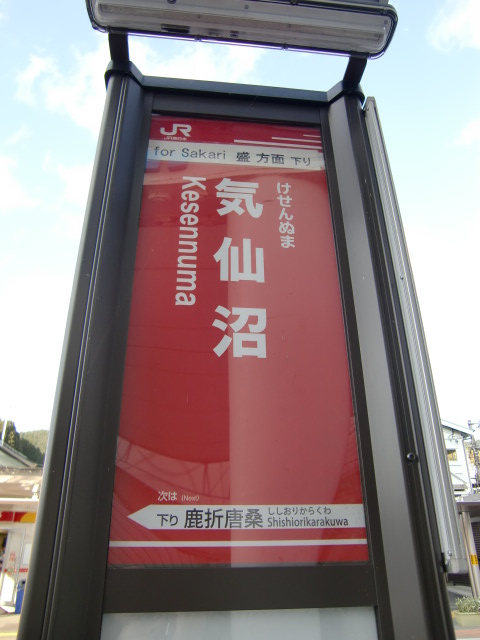 JR
for Sakari 盛 方面 下り
けせんぬま
気仙沼
Kesennuma
次は (Next)
下り 鹿折唐桑 ししおりからくわ
Shishiorikarakuwa